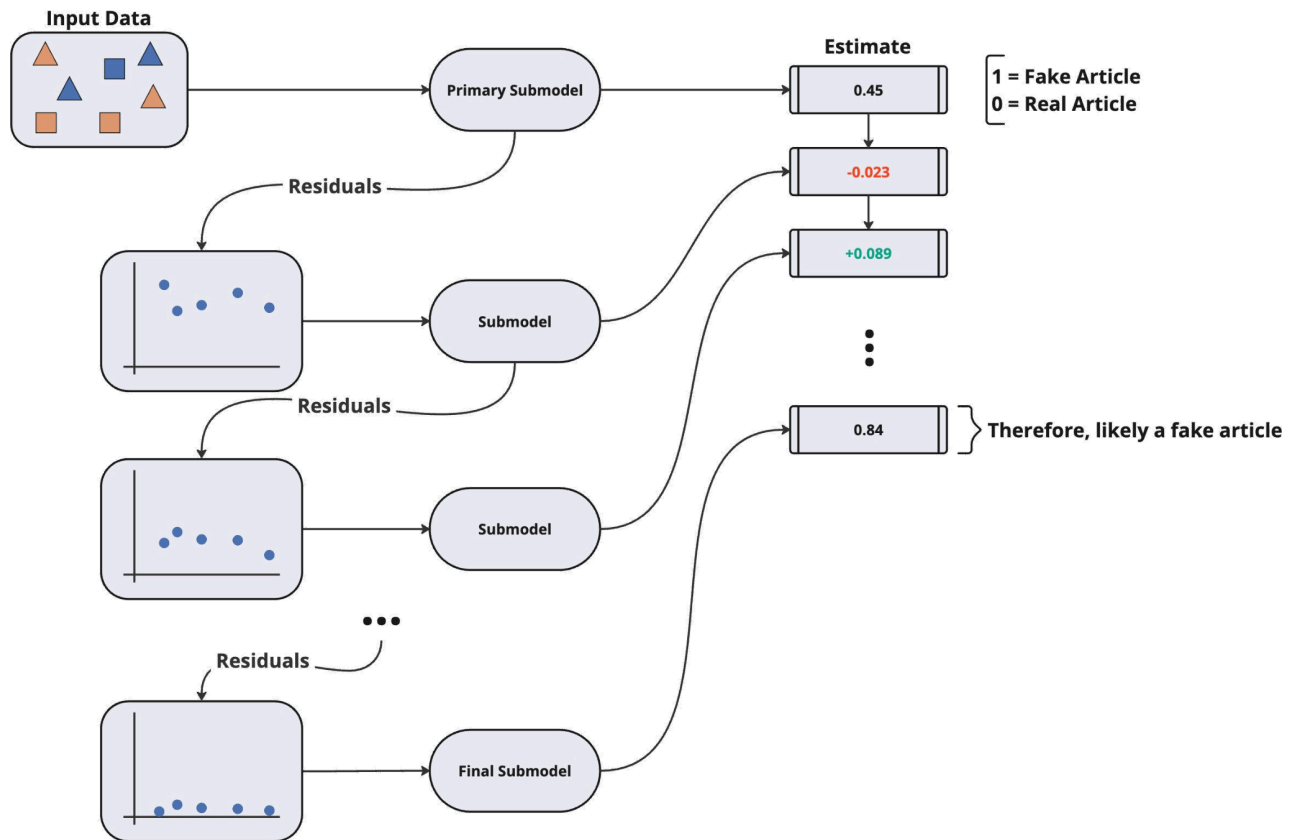 Input Data
Estimate
Primary Submodel
0.45
1 = Fake Article
0 = Real Article
-0.023
Residuals
+0.089
Submodel
Residuals
0.84
Therefore, likely a fake article
Submodel
Residuals
Final Submodel